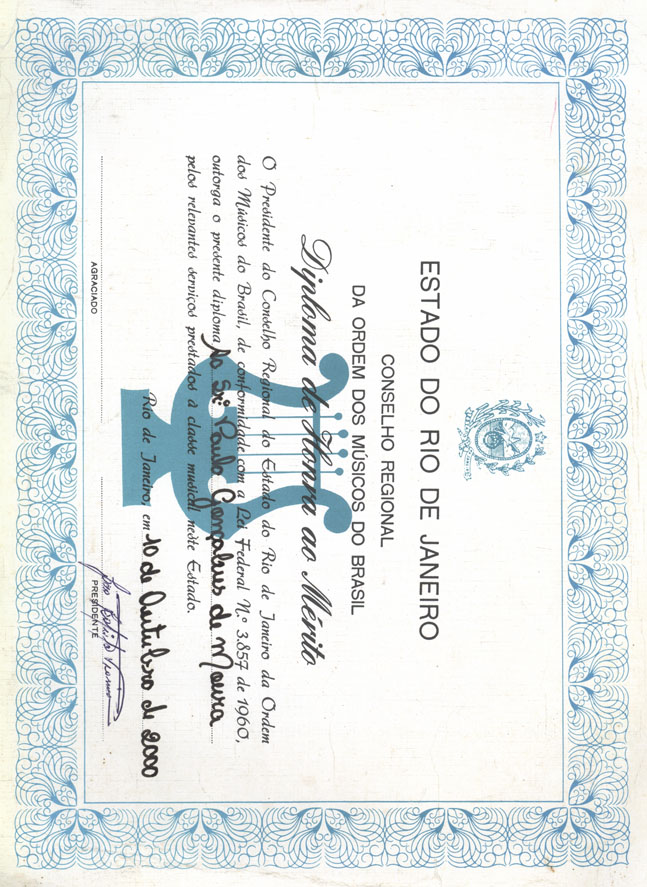 ESTADO DO RIO DE JANEIRO
CONSELHO REGIONAL
DA ORDEM DOS MÚSICOS DO BRASIL
Diploma de Honra ao Mérito
O Presidente do Conselho Regional do Estado do Rio de Janeiro da Ordem
dos Músicos do Brasil, de conformidade com a Lei Federal N.º 3.857 de 1960,
outorga o presente diploma Ao Srº Paulo Gonçalves de Moura
pelos relevantes serviços prestados à classe musical neste Estado.
Rio de Janeiro, em 10 de Outubro de 2000
AGRACIADO
PRESIDENTE